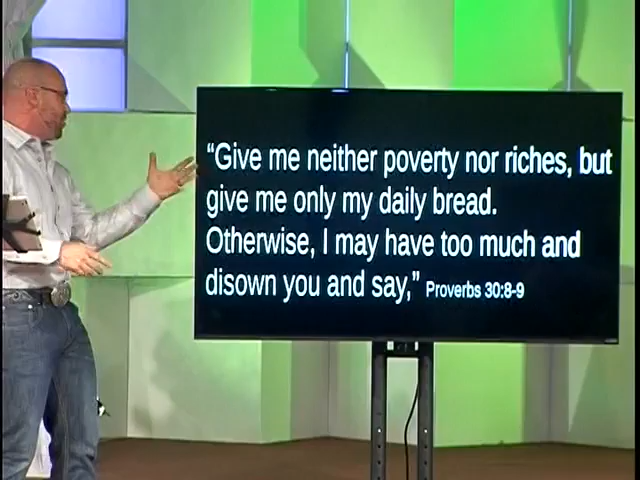 “Give me neither poverty nor riches, but
give me only my daily bread.
Otherwise, I may have too much and
disown you and say,” Proverbs 30:8-9